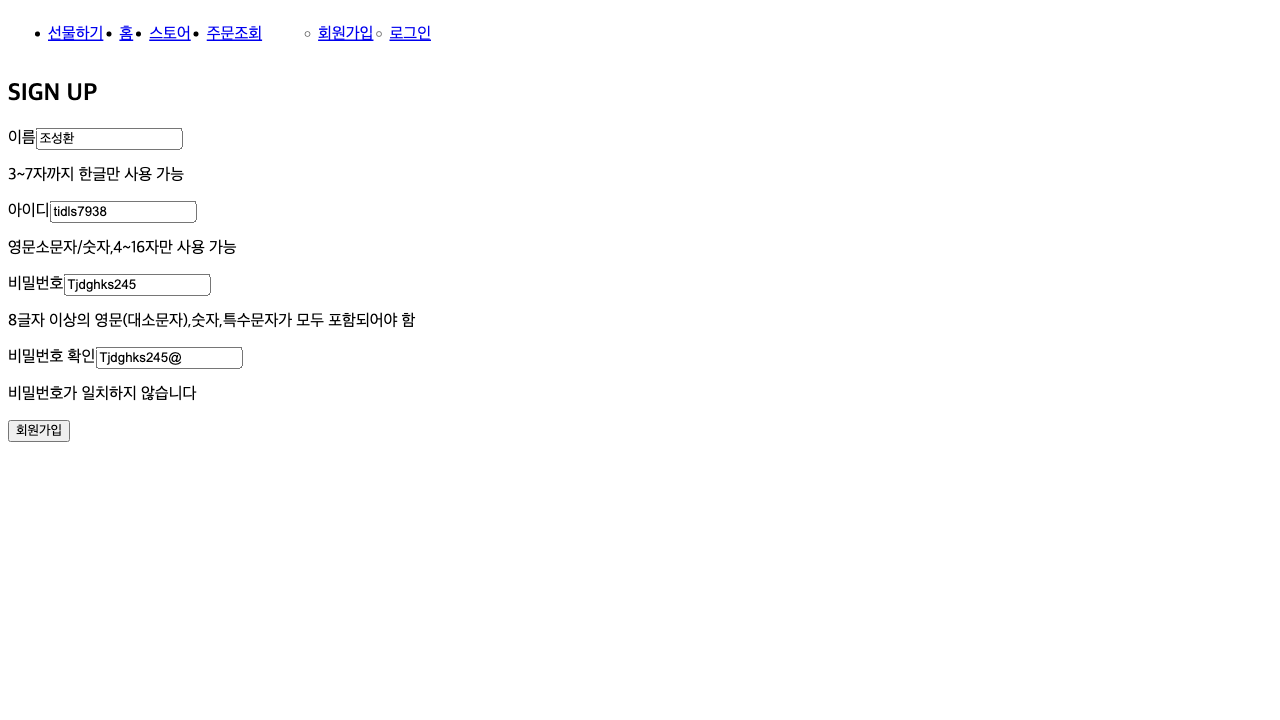 선물하기 홈 스토어 주문조회 회원가입 로그인
SIGN UP
이름 조성환
3~7자까지 한글만 사용 가능
아이디 tidls7938
영문소문자/숫자,4~16자만 사용 가능
비밀번호 Tjdghks245
8글자 이상의 영문(대소문자),숫자,특수문자가 모두 포함되어야 함
비밀번호 확인 Tjdghks245@
비밀번호가 일치하지 않습니다
회원가입